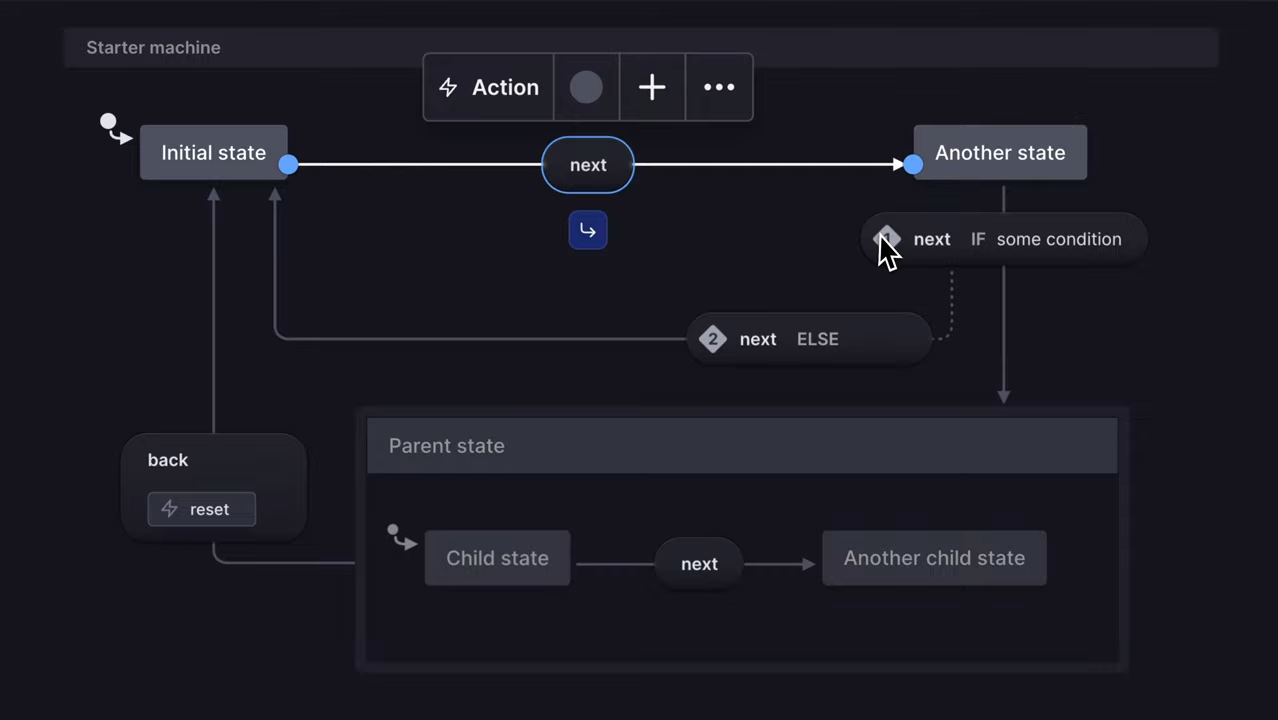 Starter machine
Action
Initial state
next
Another state
next IF some condition
2 next ELSE
back
reset
Parent state
Child state
next
Another child state